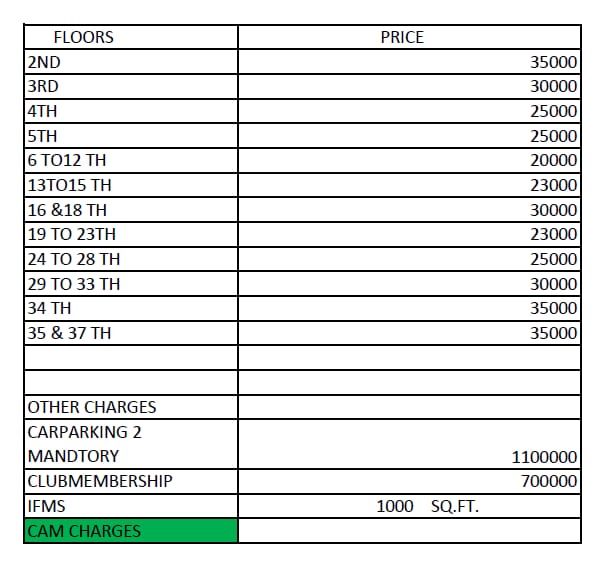 FLOORS PRICE
2ND 35000
3RD 30000
4TH 25000
5TH 25000
6 TO12 TH 20000
13TO15 TH 23000
16 &18 TH 30000
19 TO 23TH 23000
24 TO 28 TH 25000
29 TO 33 TH 30000
34 TH 35000
35 & 37 TH 35000
OTHER CHARGES
CARPARKING 2
MANDTORY 1100000
CLUBMEMBERSHIP 700000
IFMS 1000 SQ.FT.
CAM CHARGES